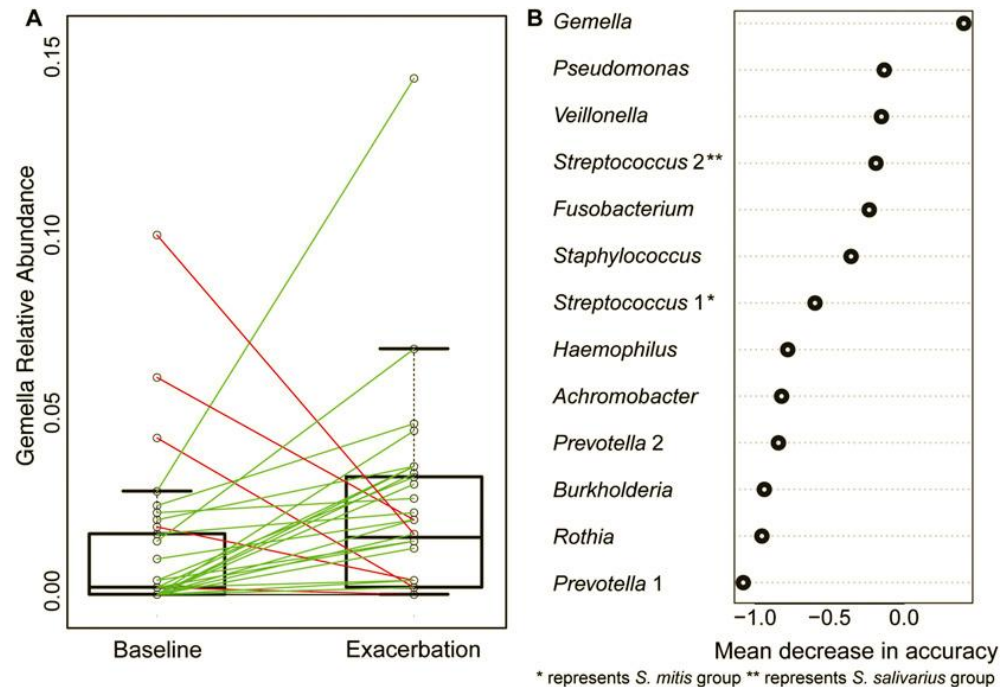 A
Gemella Relative Abundance
0.15
0.10
0.05
0.00
Baseline Exacerbation
B
Gemella
Pseudomonas
Veillonella
Streptococcus 2**
Fusobacterium
Staphylococcus
Streptococcus 1*
Haemophilus
Achromobacter
Prevotella 2
Burkholderia
Rothia
Prevotella 1
−1.0 −0.5 0.0
Mean decrease in accuracy
* represents S. mitis group ** represents S. salivarius group